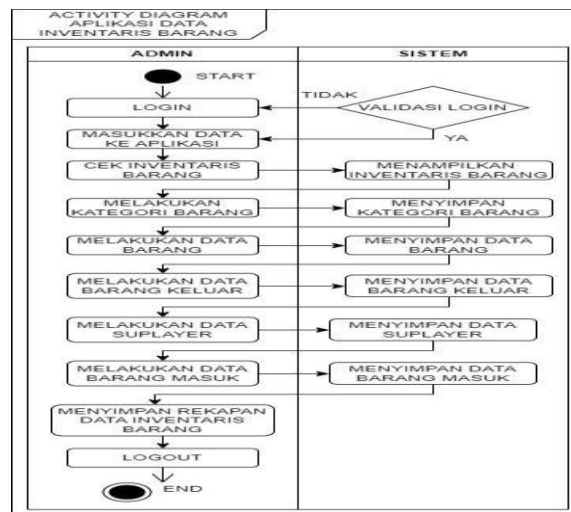 ACTIVITY DIAGRAM
APLIKASI DATA
INVENTARIS BARANG
ADMIN
SISTEM
START
TIDAK
LOGIN
VALIDASI LOGIN
YA
MASUKKAN DATA
KE APLIKASI
CEK INVENTARIS
BARANG
MENAMPILKAN
INVENTARIS BARANG
MELAKUKAN
KATEGORI BARANG
MENYIMPAN
KATEGORI BARANG
MELAKUKAN DATA
BARANG
MENYIMPAN DATA
BARANG
MELAKUKAN DATA
BARANG KELUAR
MENYIMPAN DATA
BARANG KELUAR
MELAKUKAN DATA
SUPLAYER
MENYIMPAN DATA
SUPLAYER
MELAKUKAN DATA
BARANG MASUK
MENYIMPAN DATA
BARANG MASUK
MENYIMPAN REKAPAN
DATA INVENTARIS
BARANG
LOGOUT
END